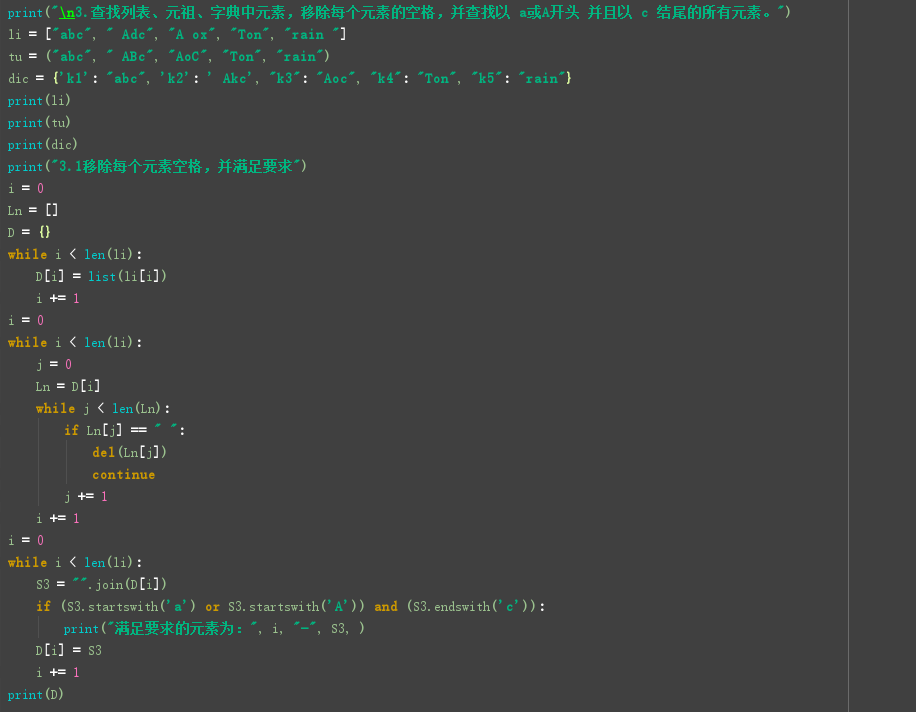 print("\n3.查找列表、元祖、字典中元素，移除每个元素的空格，并查找以 a或A开头 并且以 c 结尾的所有元素。")
li = ["abc", " Adc", "A ox", "Ton", "rain "]
tu = ("abc", " ABc", "AoC", "Ton", "rain")
dic = {'k1': "abc", 'k2': ' Akc', "k3": "Aoc", "k4": "Ton", "k5": "rain"}
print(li)
print(tu)
print(dic)
print("3.1移除每个元素空格，并满足要求")
i = 0
Ln = []
D = {}
while i < len(li):
    D[i] = list(li[i])
    i += 1
i = 0
while i < len(li):
    j = 0
    Ln = D[i]
    while j < len(Ln):
        if Ln[j] == " ":
            del(Ln[j])
            continue
        j += 1
    i += 1
i = 0
while i < len(li):
    S3 = "".join(D[i])
    if (S3.startswith('a') or S3.startswith('A')) and (S3.endswith('c')):
        print("满足要求的元素为：", i, "-", S3, )
    D[i] = S3
    i += 1
print(D)